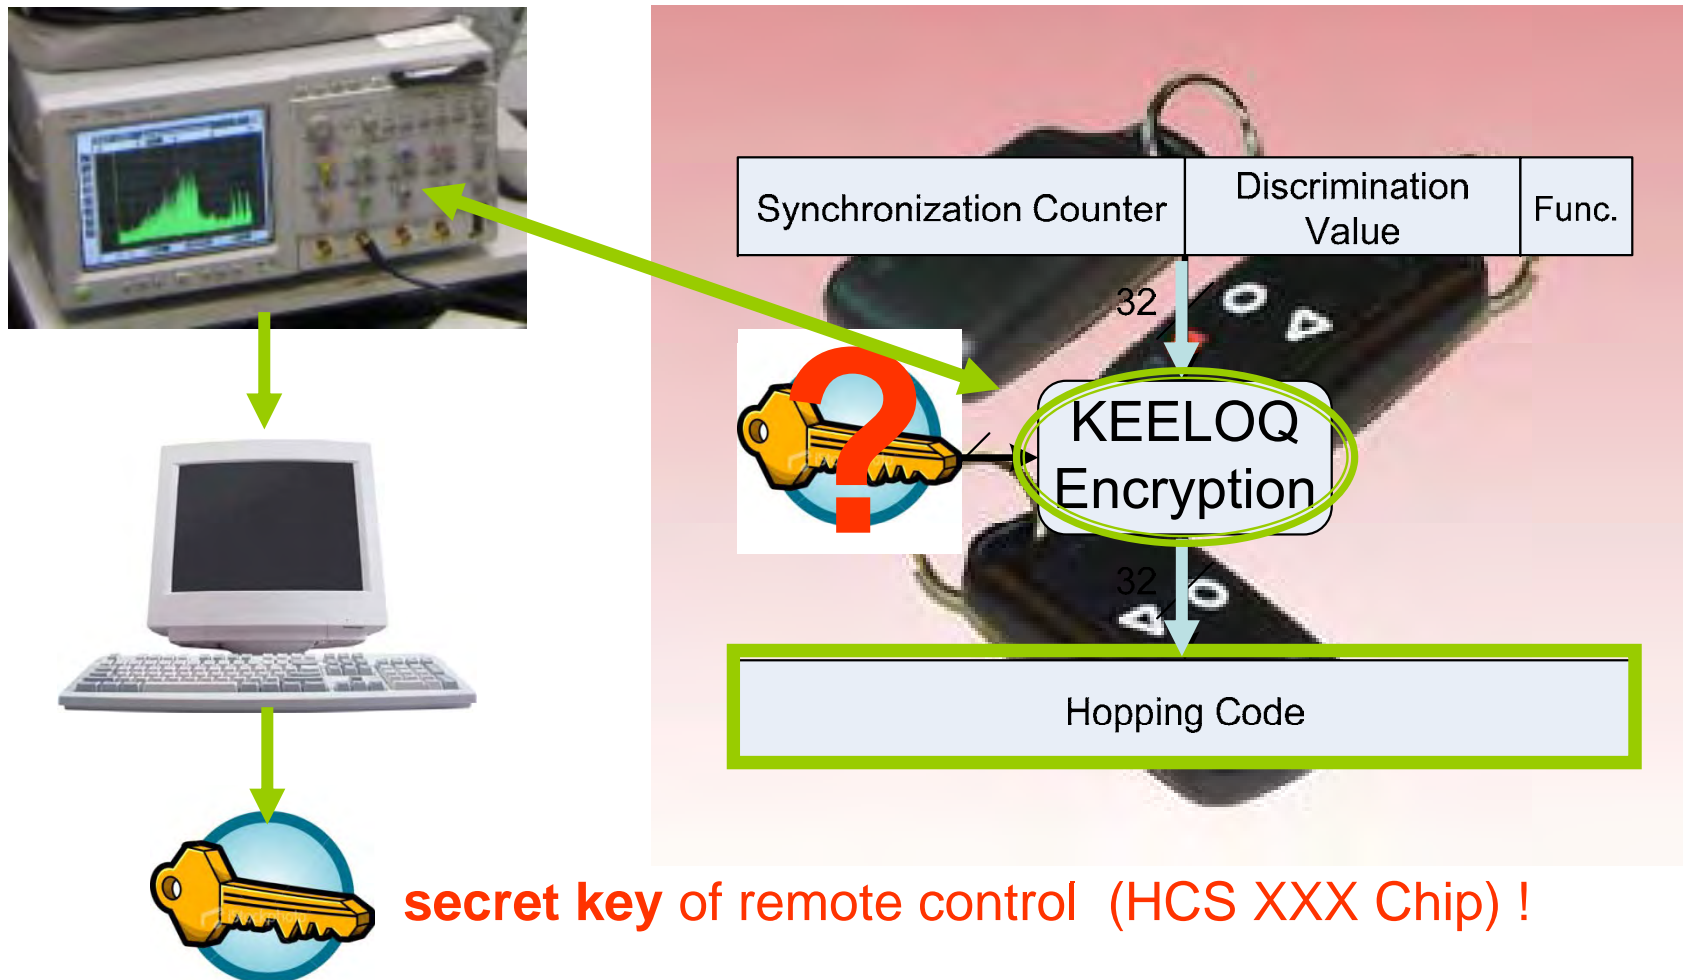 Synchronization Counter
Discrimination
Value
Func.
32
KEELOQ
Encryption
32
Hopping Code
iStockphoto
secret key of remote control (HCS XXX Chip) !